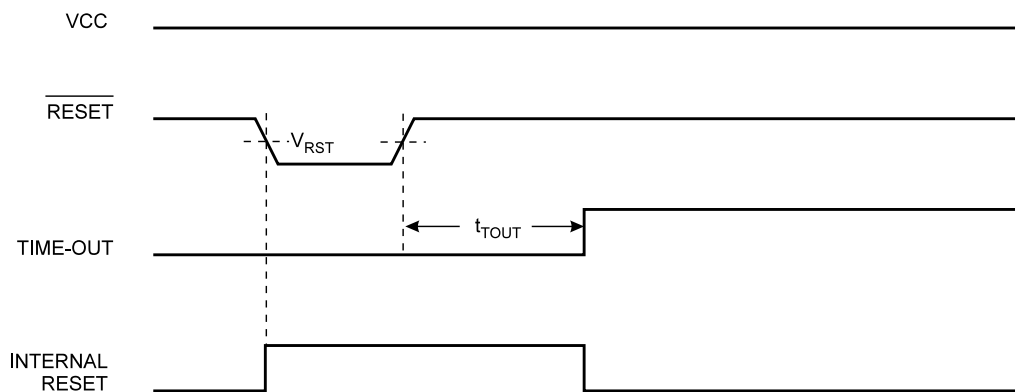 VCC
RESET
V_RST
t_TOUT
TIME-OUT
INTERNAL
RESET